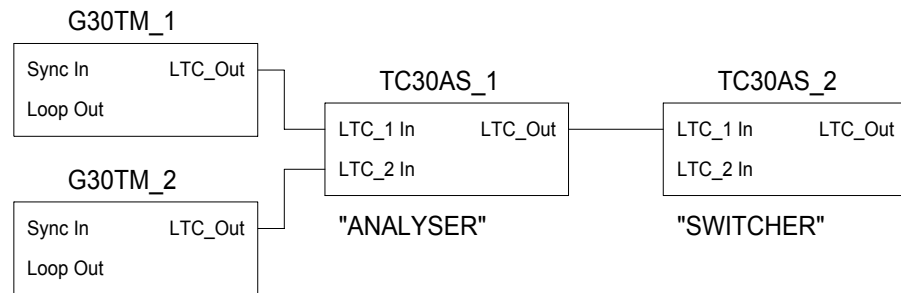 G30TM_1
Sync In LTC_Out
Loop Out
TC30AS_1
LTC_1 In LTC_Out
LTC_2 In
"ANALYSER"
TC30AS_2
LTC_1 In LTC_Out
LTC_2 In
"SWITCHER"
G30TM_2
Sync In LTC_Out
Loop Out